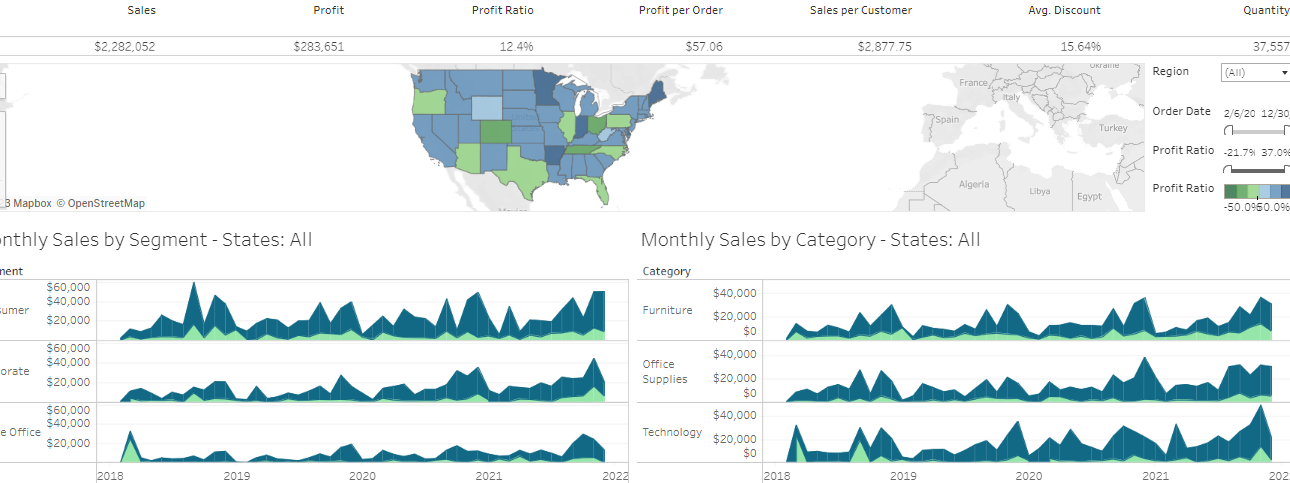 Sales Profit Profit Ratio Profit per Order Sales per Customer Avg. Discount Quantity
$2,282,052 $283,651 12.4% $57.06 $2,877.75 15.64% 37,557
Ukraine
France
Italy
Spain
Turkey
Algeria
Libya
Egypt
Mexico
3 Mapbox © OpenStreetMap
Region (All)
Order Date 2/6/20 12/30/
Profit Ratio -21.7% 37.0%
Profit Ratio
-50.0% 50.0%
nthly Sales by Segment - States: All
ment
sumer
$60,000
$40,000
$20,000
orate
$60,000
$40,000
$20,000
e Office
$60,000
$40,000
$20,000
2018 2019 2020 2021 2022
Monthly Sales by Category - States: All
Category
Furniture
$40,000
$20,000
$0
Office
Supplies
$40,000
$20,000
$0
Technology
$40,000
$20,000
$0
2018 2019 2020 2021 202